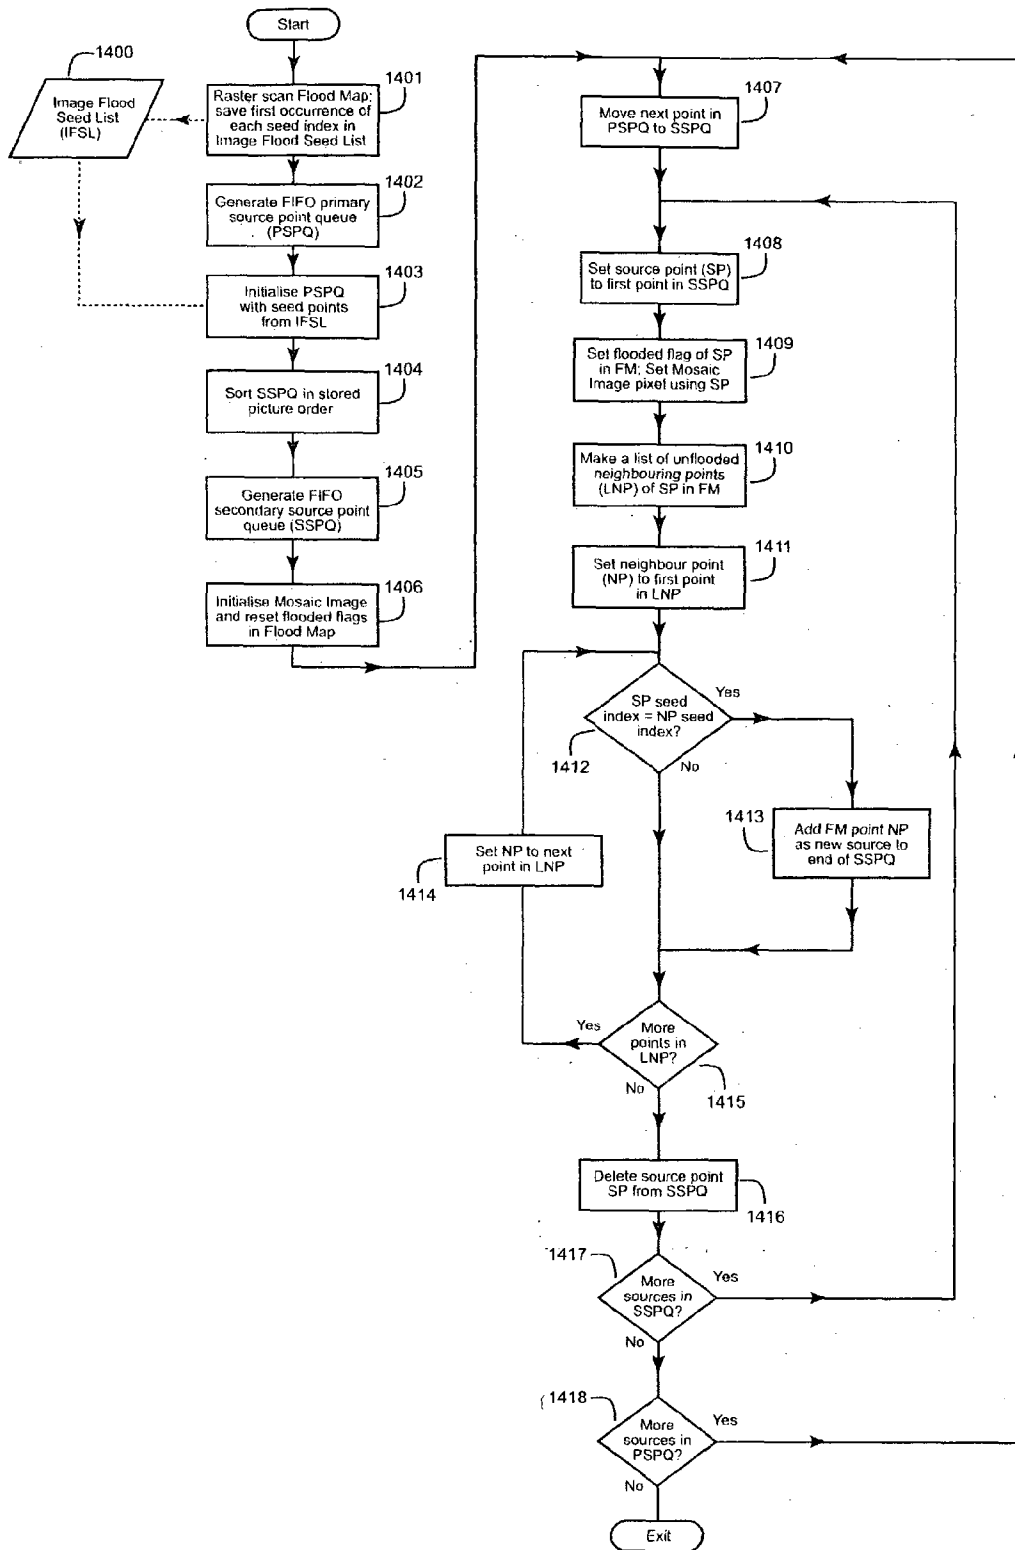 Start
1400
Image Flood
Seed List
(IFSL)
1401
Raster scan Flood Map;
save first occurrence of
each seed index in
Image Flood Seed List
1402
Generate FIFO primary
source point queue
(PSPQ)
1403
Initialise PSPQ
with seed points
from IFSL
1404
Sort SSPQ in stored
picture order
1405
Generate FIFO
secondary source point
queue (SSPQ)
1406
Initialise Mosaic Image
and reset flooded flags
in Flood Map
1407
Move next point in
PSPQ to SSPQ
1408
Set source point (SP)
to first point in SSPQ
1409
Set flooded flag of SP
in FM; Set Mosaic
Image pixel using SP
1410
Make a list of unflooded
neighbouring points
(LNP) of SP in FM
1411
Set neighbour point
(NP) to first point
in LNP
SP seed
index = NP seed
index?
Yes
1412
No
1413
Add FM point NP
as new source to
end of SSPQ
Set NP to next
point in LNP
1414
Yes
More
points in
LNP?
No
1415
Delete source point
SP from SSPQ
1416
1417
More
sources in
SSPQ?
Yes
No
1418
More
sources in
PSPQ?
Yes
No
Exit